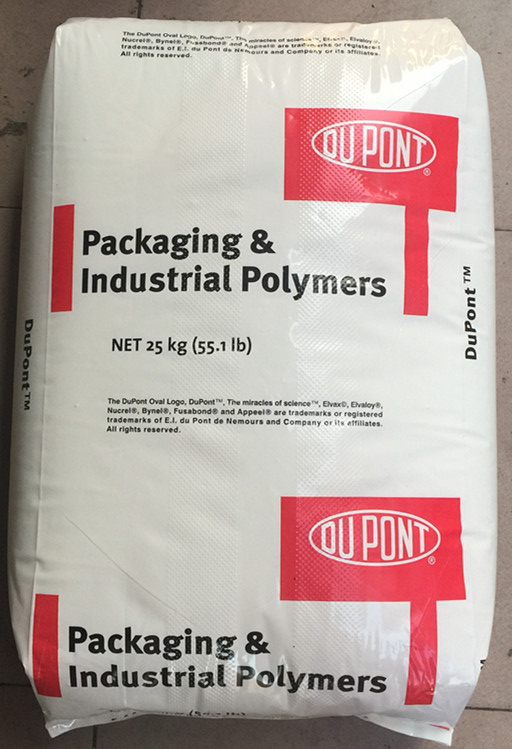 The DuPont Oval Logo, DuPont™, The miracles of science™, Elvax®, Elvaloy®,
Nucrel®, Bynel®, Fusabond® and Appeel® are trademarks or registered
trademarks of E.I. du Pont de Nemours and Company or its affiliates.
All rights reserved.
DU PONT®
Packaging &
Industrial Polymers
DuPont™
DuPont™
NET 25 kg (55.1 lb)
The DuPont Oval Logo, DuPont™, The miracles of science™, Elvax®, Elvaloy®,
Nucrel®, Bynel®, Fusabond® and Appeel® are trademarks or registered
trademarks of E.I. du Pont de Nemours and Company or its affiliates.
All rights reserved.
DU PONT®
Packaging &
Industrial Polymers